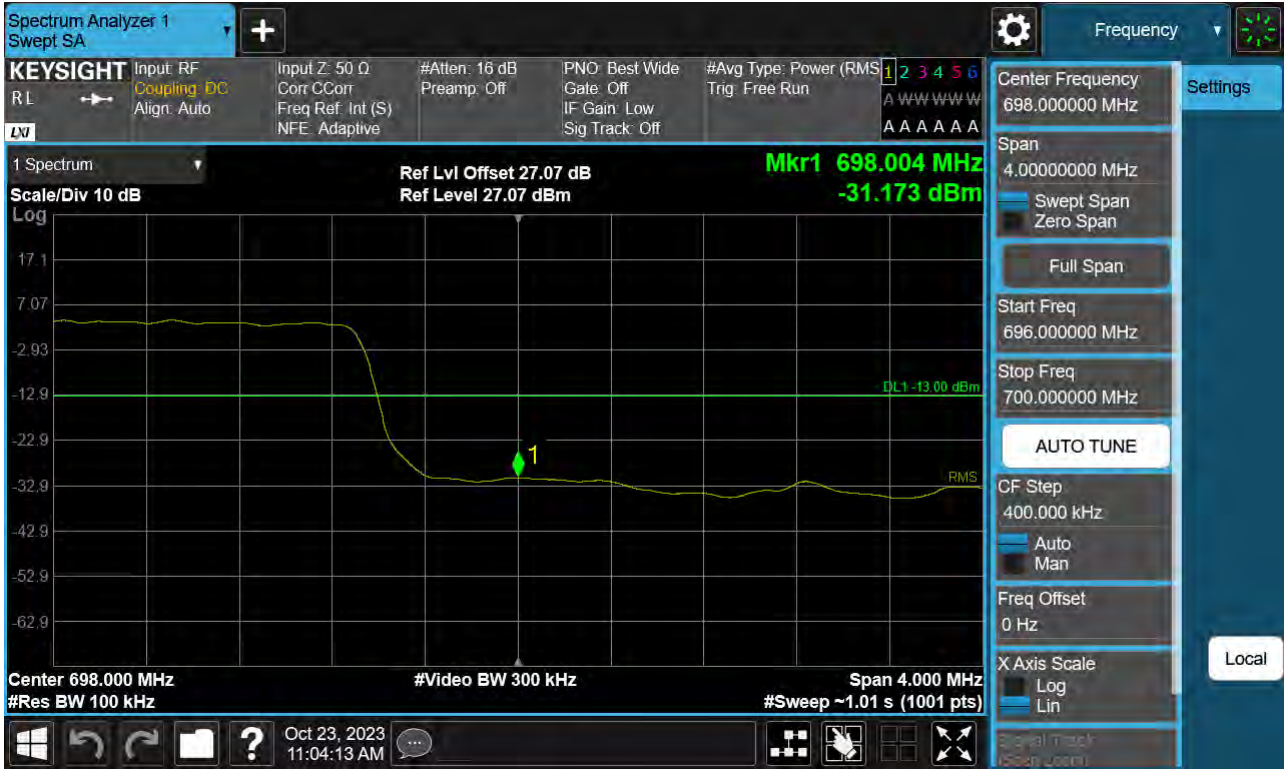 Spectrum Analyzer 1
Swept SA
+
Frequency
KEYSIGHT
RL
LXI
Input: RF
Coupling: DC
Align: Auto
Input Z: 50 Ω
Corr CCorr
Freq Ref: Int (S)
NFE: Adaptive
#Atten: 16 dB
Preamp: Off
PNO: Best Wide
Gate: Off
IF Gain: Low
Sig Track: Off
#Avg Type: Power (RMS
Trig: Free Run
1 2 3 4 5 6
A W W W W W
A A A A A A
1 Spectrum
Scale/Div 10 dB
Log
Ref Lvl Offset 27.07 dB
Ref Level 27.07 dBm
Mkr1 698.004 MHz
-31.173 dBm
17.1
7.07
-2.93
-12.9
-22.9
-32.9
-42.9
-52.9
-62.9
DL1 -13.00 dBm
1
RMS
Center 698.000 MHz
#Video BW 300 kHz
Span 4.000 MHz
#Res BW 100 kHz
#Sweep ~1.01 s (1001 pts)
Center Frequency
698.000000 MHz
Settings
Span
4.00000000 MHz
Swept Span
Zero Span
Full Span
Start Freq
696.000000 MHz
Stop Freq
700.000000 MHz
AUTO TUNE
CF Step
400.000 kHz
Auto
Man
Freq Offset
0 Hz
X Axis Scale
Log
Lin
Local
Signal Track
(Span Zoom)
?
Oct 23, 2023
11:04:13 AM